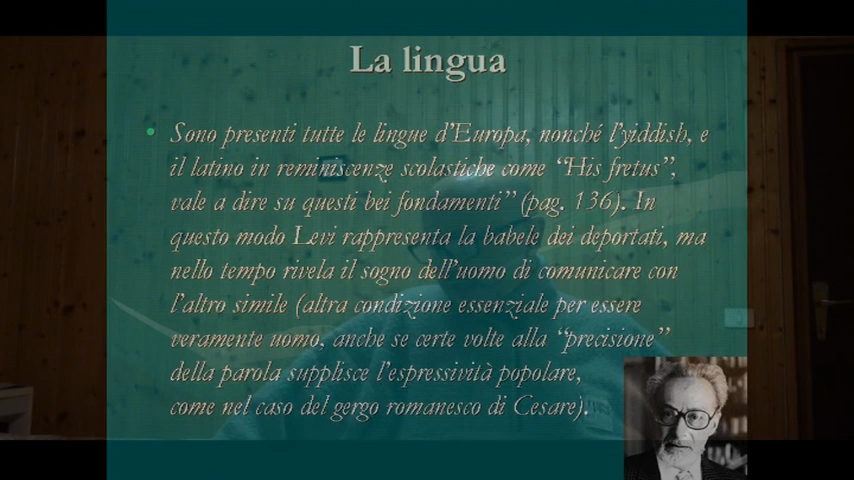 La lingua
• Sono presenti tutte le lingue d'Europa, nonché l'yiddish, e
il latino in reminiscenze scolastiche come “His fretus”,
vale a dire su questi bei fondamenti” (pag. 136). In
questo modo Levi rappresenta la babele dei deportati, ma
nello tempo rivela il sogno dell'uomo di comunicare con
l'altro simile (altra condizione essenziale per essere
veramente uomo, anche se certe volte alla “precisione”
della parola supplisce l'espressività popolare,
come nel caso del gergo romanesco di Cesare).